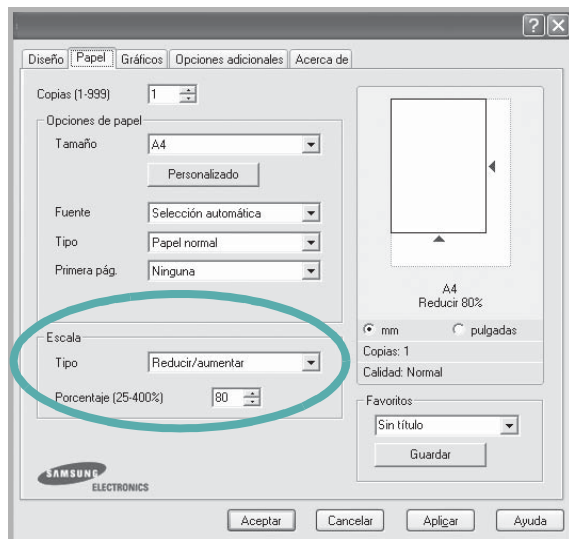 Diseño Papel Gráficos Opciones adicionales Acerca de
Copias (1-999) 1
Opciones de papel
Tamaño A4
Personalizado
Fuente Selección automática
Tipo Papel normal
Primera pág. Ninguna
A4
Reducir 80%
mm pulgadas
Copias: 1
Calidad: Normal
Escala
Tipo Reducir/aumentar
Porcentaje (25-400%) 80
Favoritos
Sin título
Guardar
SAMSUNG
ELECTRONICS
Aceptar Cancelar Aplicar Ayuda